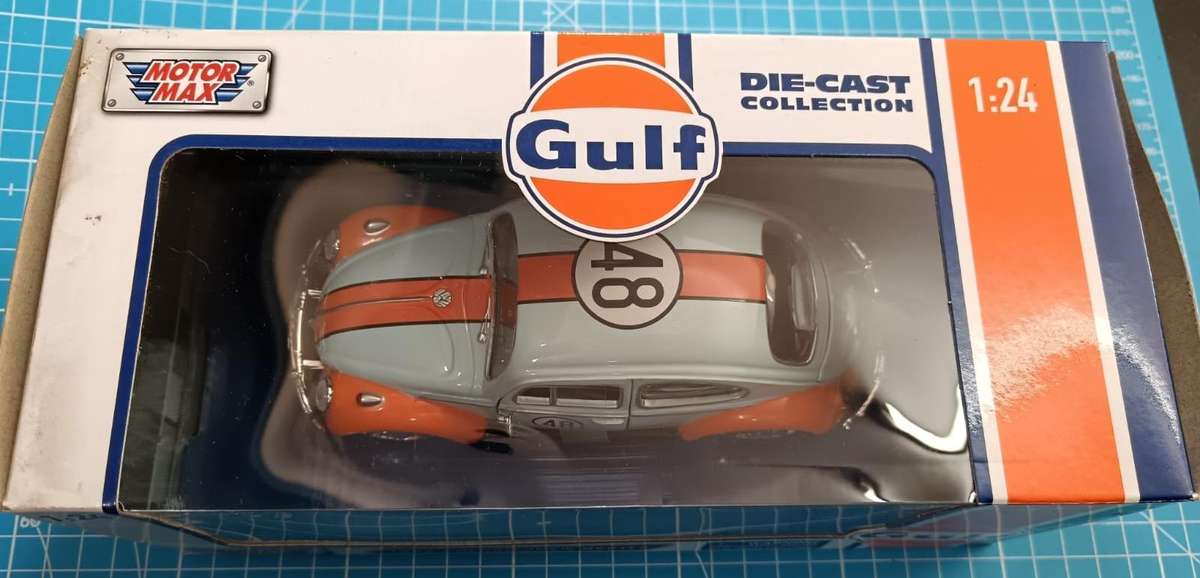 MOTOR
MAX
®
Gulf
DIE-CAST
COLLECTION
1:24
48
48